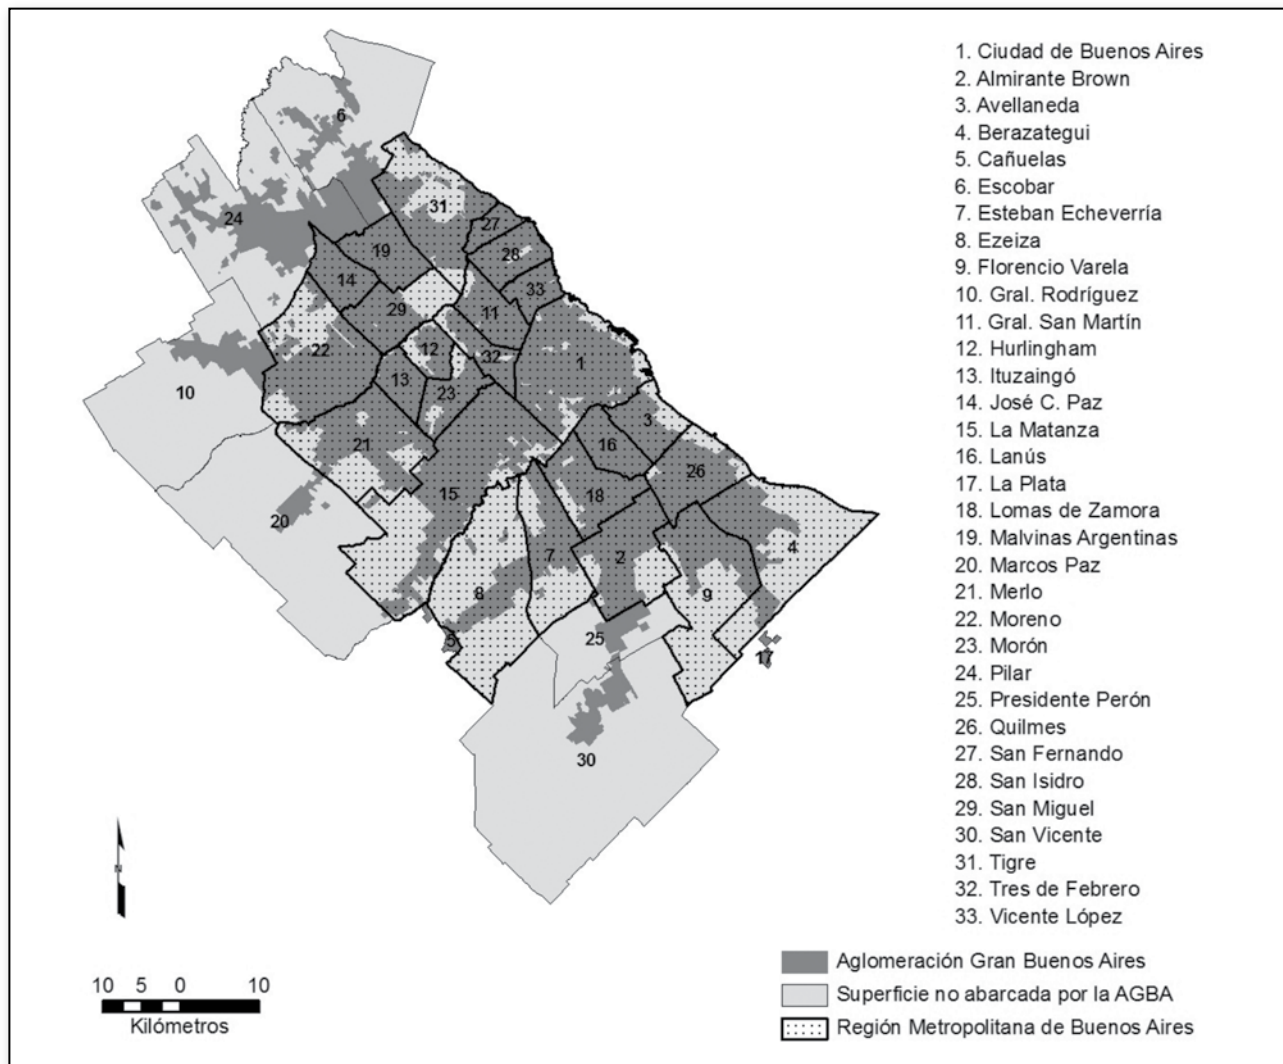 1. Ciudad de Buenos Aires
2. Almirante Brown
3. Avellaneda
4. Berazategui
5. Cañuelas
6. Escobar
7. Esteban Echeverría
8. Ezeiza
9. Florencio Varela
10. Gral. Rodríguez
11. Gral. San Martín
12. Hurlingham
13. Ituzaingó
14. José C. Paz
15. La Matanza
16. Lanús
17. La Plata
18. Lomas de Zamora
19. Malvinas Argentinas
20. Marcos Paz
21. Merlo
22. Moreno
23. Morón
24. Pilar
25. Presidente Perón
26. Quilmes
27. San Fernando
28. San Isidro
29. San Miguel
30. San Vicente
31. Tigre
32. Tres de Febrero
33. Vicente López
6
31
24
27
19
28
14
33
29
11
22
12
32
1
10
13
23
3
21
16
26
15
18
20
2
7
4
8
9
25
5
17
30
N
10 5 0 10
Kilómetros
Aglomeración Gran Buenos Aires
Superficie no abarcada por la AGBA
Región Metropolitana de Buenos Aires